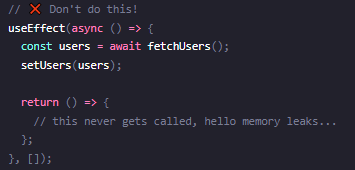 // ❌ Don't do this!
useEffect(async () => {
  const users = await fetchUsers();
  setUsers(users);

  return () => {
    // this never gets called, hello memory leaks...
  };
}, []);